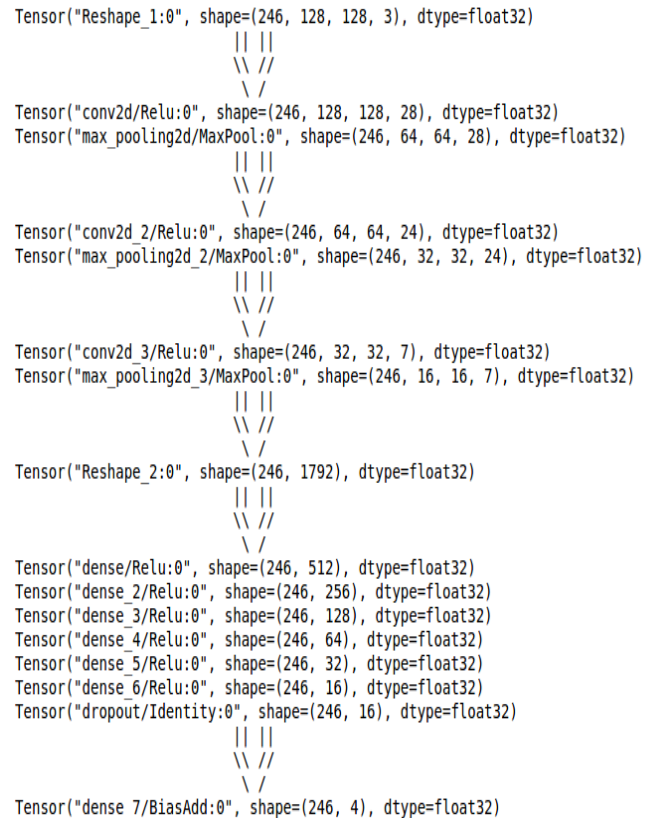 Tensor("Reshape_1:0", shape=(246, 128, 128, 3), dtype=float32)
|| ||
\\ //
\ /
Tensor("conv2d/Relu:0", shape=(246, 128, 128, 28), dtype=float32)
Tensor("max_pooling2d/MaxPool:0", shape=(246, 64, 64, 28), dtype=float32)
|| ||
\\ //
\ /
Tensor("conv2d_2/Relu:0", shape=(246, 64, 64, 24), dtype=float32)
Tensor("max_pooling2d_2/MaxPool:0", shape=(246, 32, 32, 24), dtype=float32)
|| ||
\\ //
\ /
Tensor("conv2d_3/Relu:0", shape=(246, 32, 32, 7), dtype=float32)
Tensor("max_pooling2d_3/MaxPool:0", shape=(246, 16, 16, 7), dtype=float32)
|| ||
\\ //
\ /
Tensor("Reshape_2:0", shape=(246, 1792), dtype=float32)
|| ||
\\ //
\ /
Tensor("dense/Relu:0", shape=(246, 512), dtype=float32)
Tensor("dense_2/Relu:0", shape=(246, 256), dtype=float32)
Tensor("dense_3/Relu:0", shape=(246, 128), dtype=float32)
Tensor("dense_4/Relu:0", shape=(246, 64), dtype=float32)
Tensor("dense_5/Relu:0", shape=(246, 32), dtype=float32)
Tensor("dense_6/Relu:0", shape=(246, 16), dtype=float32)
Tensor("dropout/Identity:0", shape=(246, 16), dtype=float32)
|| ||
\\ //
\ /
Tensor("dense 7/BiasAdd:0", shape=(246, 4), dtype=float32)